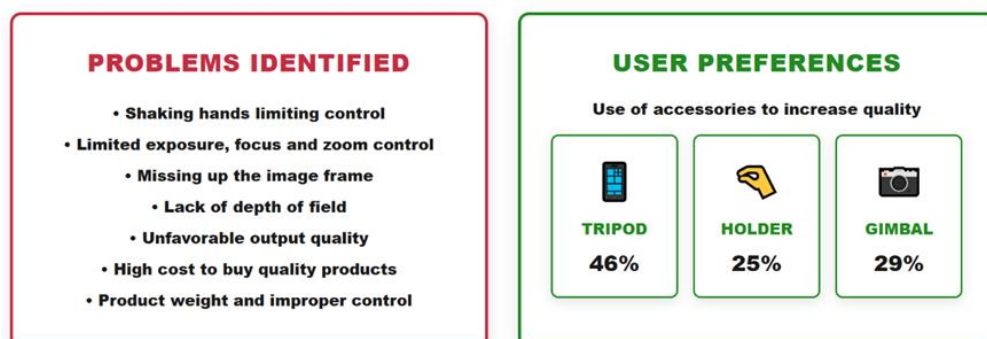 PROBLEMS IDENTIFIED
• Shaking hands limiting control
• Limited exposure, focus and zoom control
• Missing up the image frame
• Lack of depth of field
• Unfavorable output quality
• High cost to buy quality products
• Product weight and improper control
USER PREFERENCES
Use of accessories to increase quality
TRIPOD
46%
HOLDER
25%
GIMBAL
29%